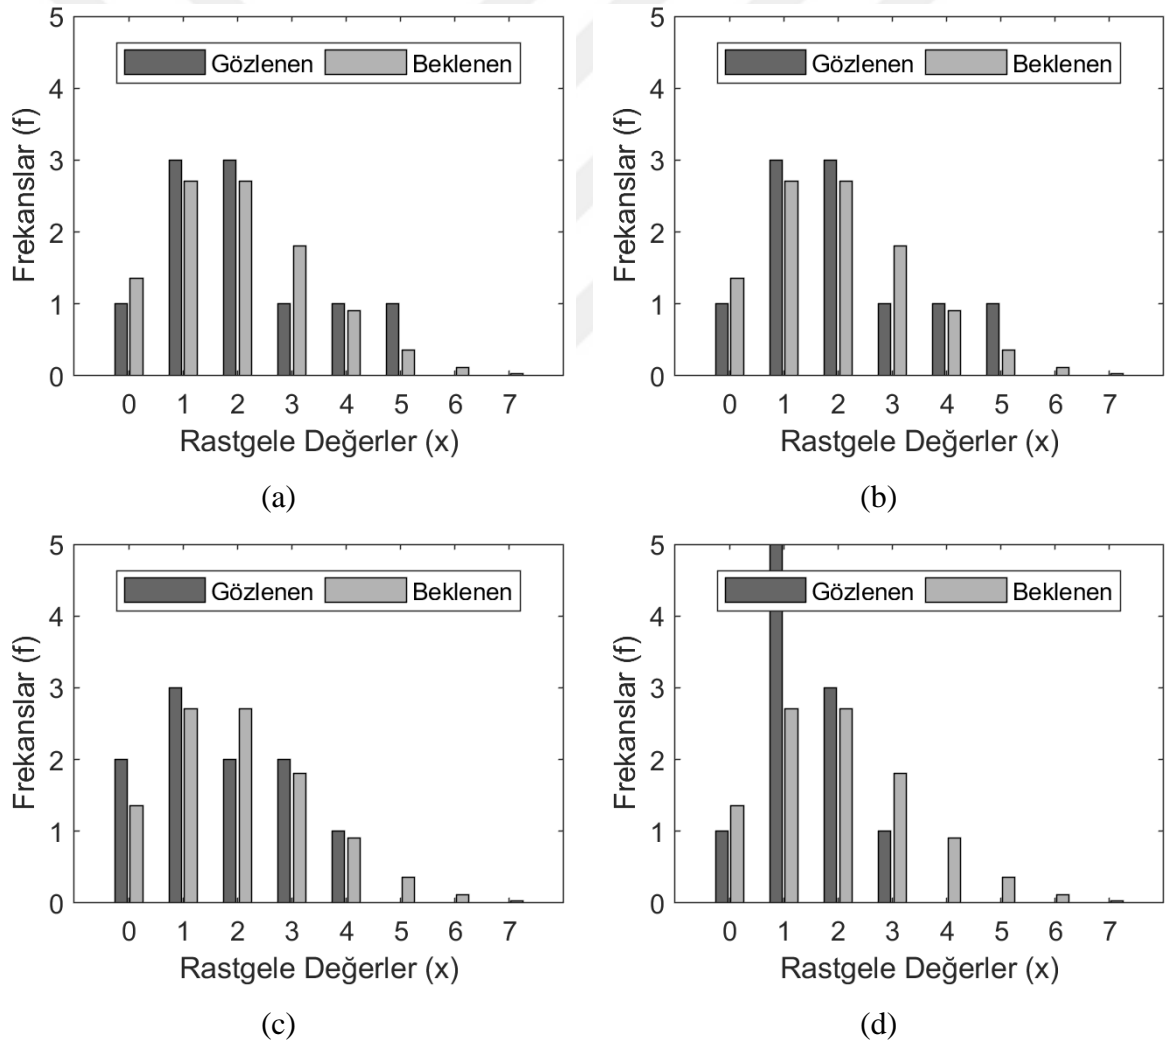 5
4
3
2
1
0
Frekanslar (f)
Gözlenen Beklenen
0 1 2 3 4 5 6 7
Rastgele Değerler (x)
(a)
5
4
3
2
1
0
Frekanslar (f)
Gözlenen Beklenen
0 1 2 3 4 5 6 7
Rastgele Değerler (x)
(b)
5
4
3
2
1
0
Frekanslar (f)
Gözlenen Beklenen
0 1 2 3 4 5 6 7
Rastgele Değerler (x)
(c)
5
4
3
2
1
0
Frekanslar (f)
Gözlenen Beklenen
0 1 2 3 4 5 6 7
Rastgele Değerler (x)
(d)